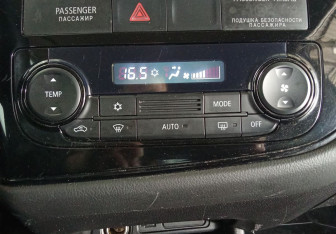 PASSENGER
ПАССАЖИР
ПОДУШКА БЕЗОПАСНОСТИ
ПАССАЖИРА
16.5
TEMP
MODE
AUTO
OFF